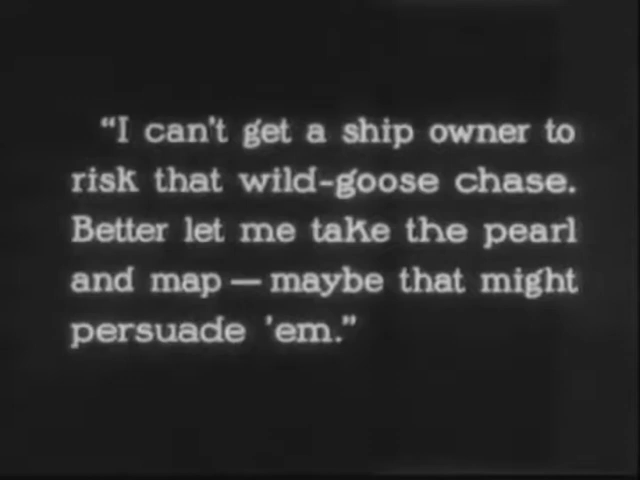 “I can't get a ship owner to
risk that wild-goose chase.
Better let me take the pearl
and map — maybe that might
persuade 'em.”